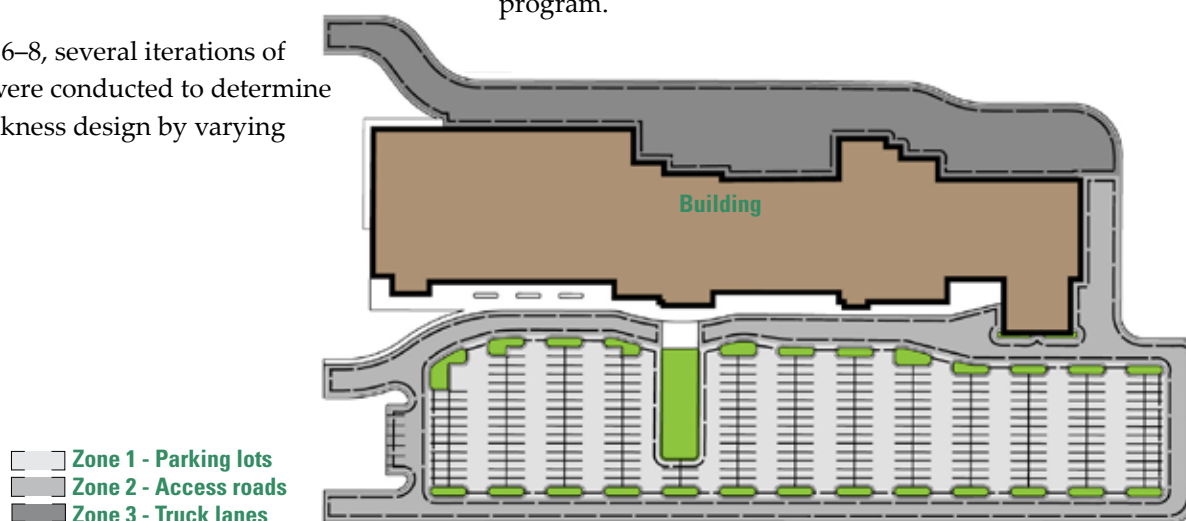 program.
6–8, several iterations of
were conducted to determine
kness design by varying
Building
Zone 1 - Parking lots
Zone 2 - Access roads
Zone 3 - Truck lanes